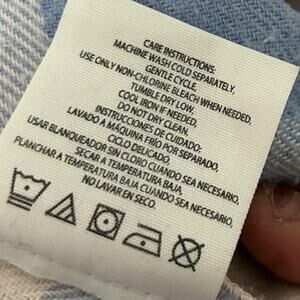 CARE INSTRUCTIONS:
MACHINE WASH COLD SEPARATELY,
GENTLE CYCLE.
USE ONLY NON-CHLORINE BLEACH WHEN NEEDED.
TUMBLE DRY LOW.
COOL IRON IF NEEDED.
DO NOT DRY CLEAN.
INSTRUCCIONES DE CUIDADO:
LAVADO A MAQUINA FRIO POR SEPARADO,
CICLO DELICADO.
USAR BLANQUEADOR SIN CLORO CUANDO SEA NECESARIO,
SECAR A TEMPERATURA BAJA.
PLANCHAR A TEMPERATURA BAJA CUANDO SEA NECESARIO,
NO LAVAR EN SECO.